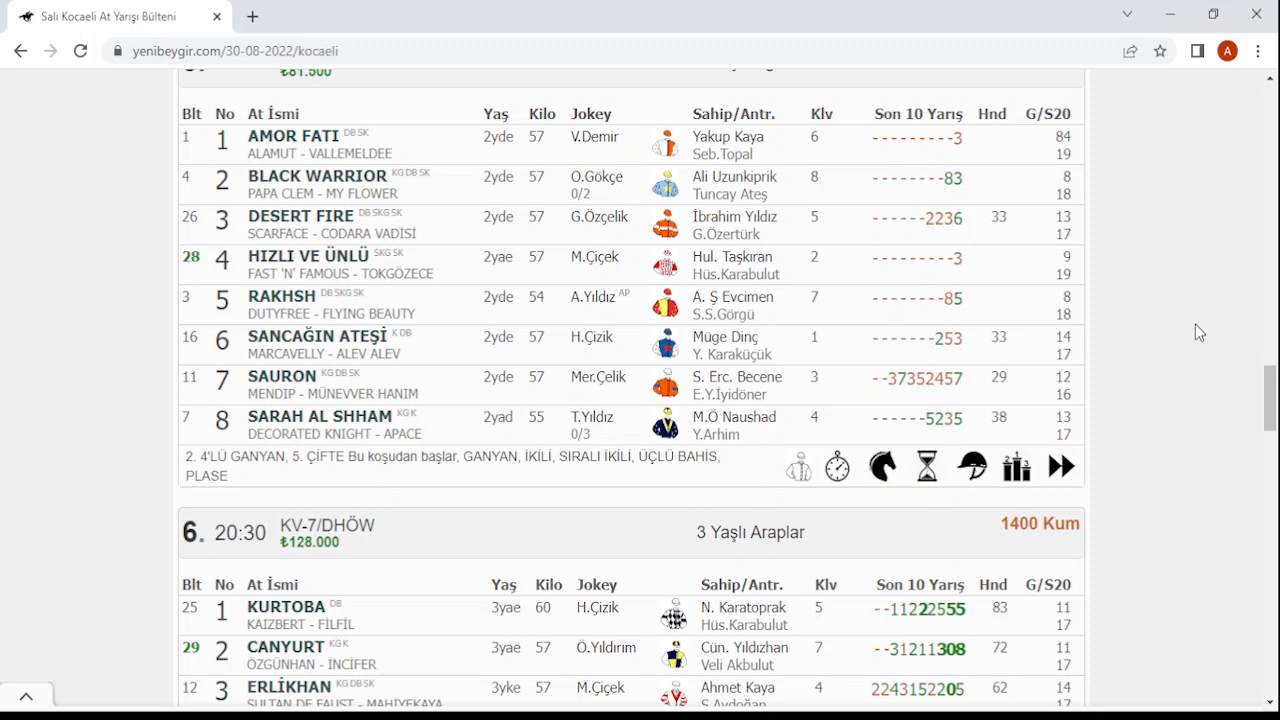 Salı Kocaeli At Yarışı Bülteni
yenibeygir.com/30-08-2022/kocaeli
A
₺81.500
Blt No At İsmi Yaş Kilo Jokey Sahip/Antr. Klv Son 10 Yarış Hnd G/S20
1 1 AMOR FATI DB SK 2yde 57 V.Demir Yakup Kaya 6 ---------3 84
ALAMUT - VALLEMELDEE Seb.Topal 19
4 2 BLACK WARRIOR KG DB SK 2yde 57 O.Gökçe Ali Uzunkiprik 8 --------83 8
PAPA CLEM - MY FLOWER 0/2 Tuncay Ateş 18
26 3 DESERT FIRE DB SKG SK 2yde 57 G.Özçelik İbrahim Yıldız 5 ------2236 33 13
SCARFACE - CODARA VADİSİ G.Özertürk 17
28 4 HIZLI VE ÜNLÜ SKG SK 2yae 57 M.Çiçek Hul. Taşkıran 2 ---------3 9
FAST 'N' FAMOUS - TOKGÖZECE Hüs.Karabulut 19
3 5 RAKHSH DB SKG SK 2yde 54 A.Yıldız AP A. Ş Evcimen 7 --------85 8
DUTYFREE - FLYING BEAUTY S.S.Görgü 18
16 6 SANCAĞIN ATEŞİ K DB 2yde 57 H.Çizik Müge Dinç 1 -------253 33 14
MARCAVELLY - ALEV ALEV Y. Karaküçük 17
11 7 SAURON KG DB SK 2yde 57 Mer.Çelik S. Erc. Becene 3 --37352457 29 12
MENDIP - MÜNEVVER HANIM E.Y.İyidöner 16
7 8 SARAH AL SHHAM KG K 2yad 55 T.Yıldız M.Ö Naushad 4 ------5235 38 13
DECORATED KNIGHT - APACE 0/3 Y.Arhim 17
2. 4'LÜ GANYAN, 5. ÇİFTE Bu koşudan başlar, GANYAN, İKİLİ, SIRALI İKİLİ, ÜÇLÜ BAHİS,
PLASE
6. 20:30 KV-7/DHÖW 3 Yaşlı Araplar 1400 Kum
₺128.000
Blt No At İsmi Yaş Kilo Jokey Sahip/Antr. Klv Son 10 Yarış Hnd G/S20
25 1 KURTOBA DB 3yae 60 H.Çizik N. Karatoprak 5 --11222555 83 11
KAIZBERT - FİLFİL Hüs.Karabulut 17
29 2 CANYURT KG K 3yae 57 Ö.Yıldırım Cün. Yıldızhan 7 --31211308 72 11
ÖZGÜNHAN - İNCİFER Veli Akbulut 17
12 3 ERLİKHAN KG DB SK 3yke 57 M.Çiçek Ahmet Kaya 4 2243152205 62 14
SULTAN DE FAUST - MAHİYEKAYA S.Aydoğan 17